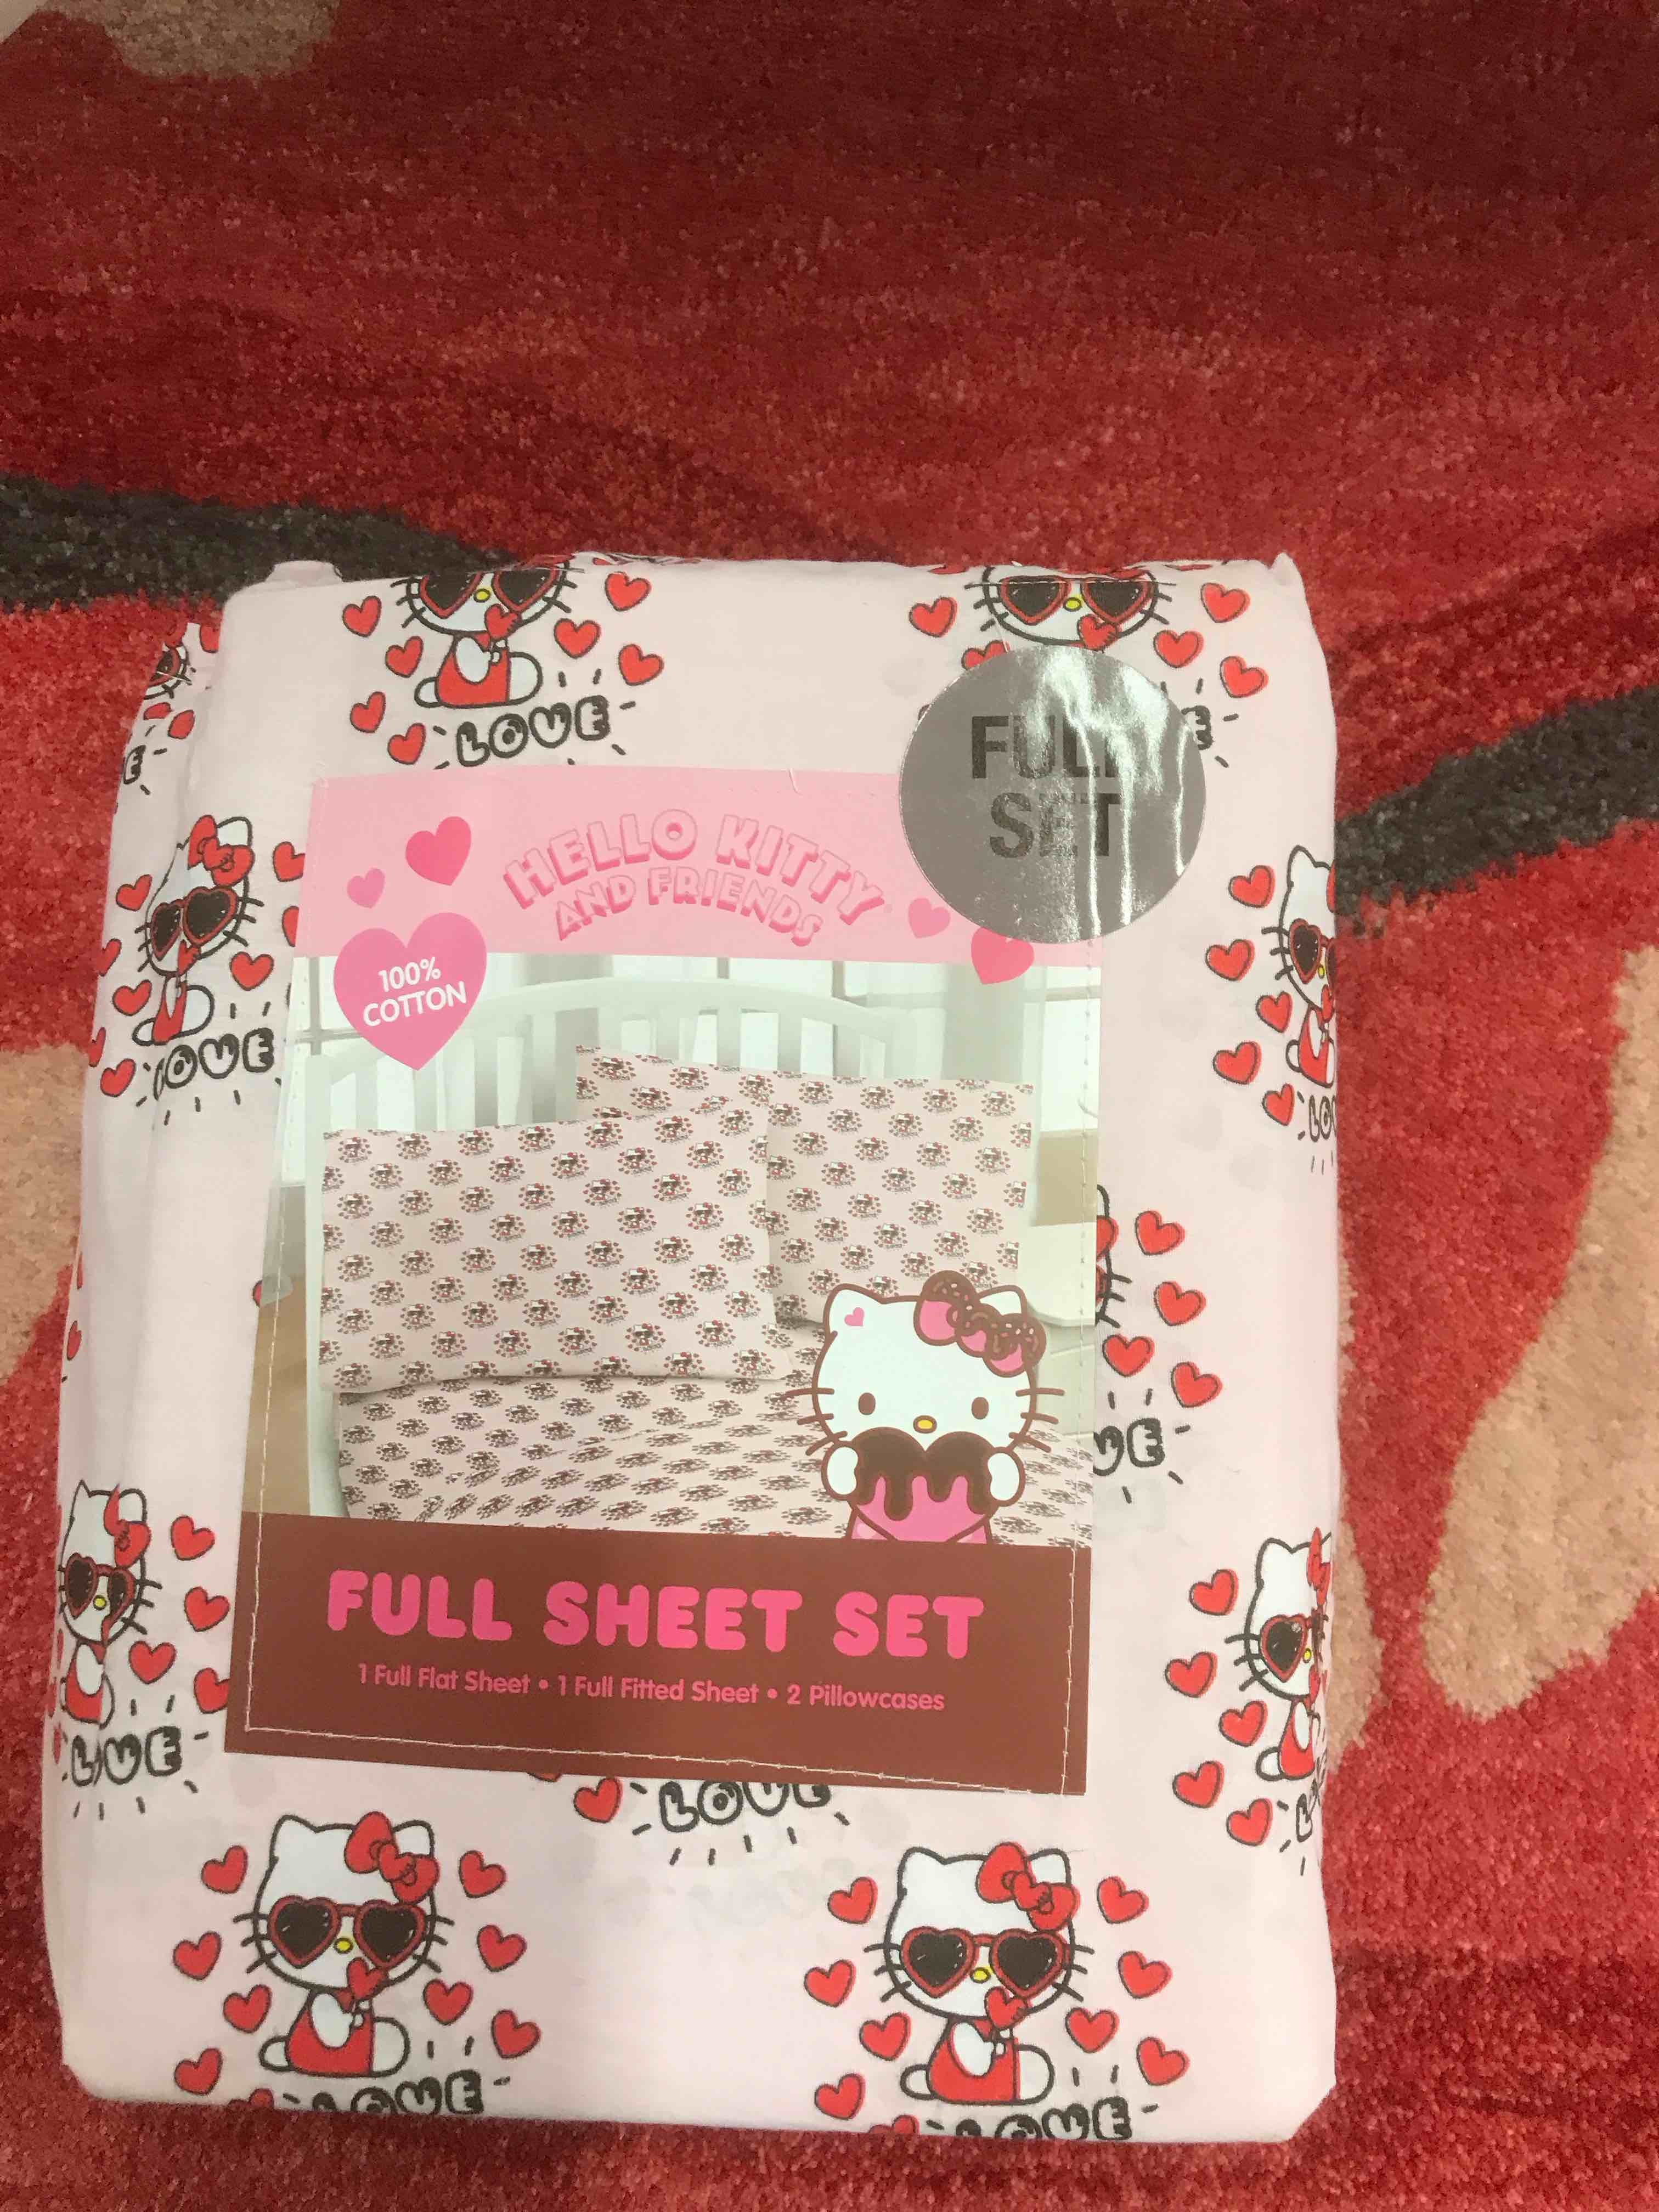 LOVE
FULL
SET
HELLO KITTY
AND FRIENDS
100%
COTTON
LOVE
FULL SHEET SET
1 Full Flat Sheet • 1 Full Fitted Sheet • 2 Pillowcases
LOVE
LOVE
LOVE
LOVE